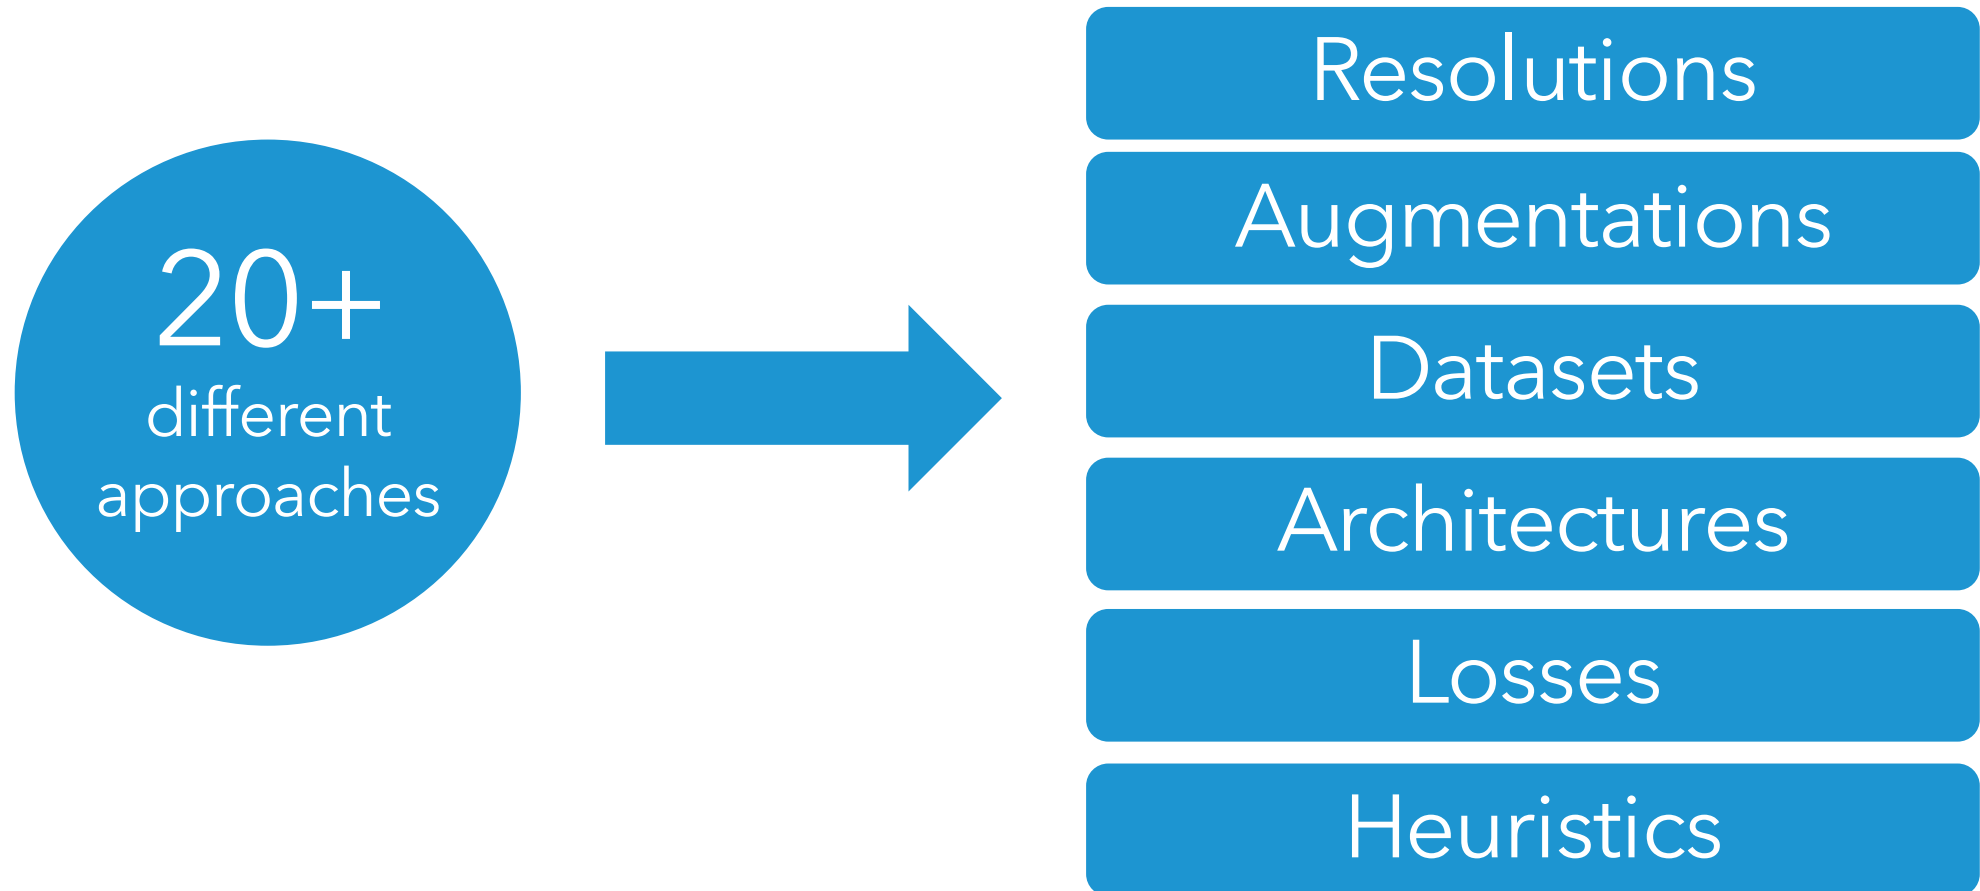 20+
different
approaches
Resolutions
Augmentations
Datasets
Architectures
Losses
Heuristics